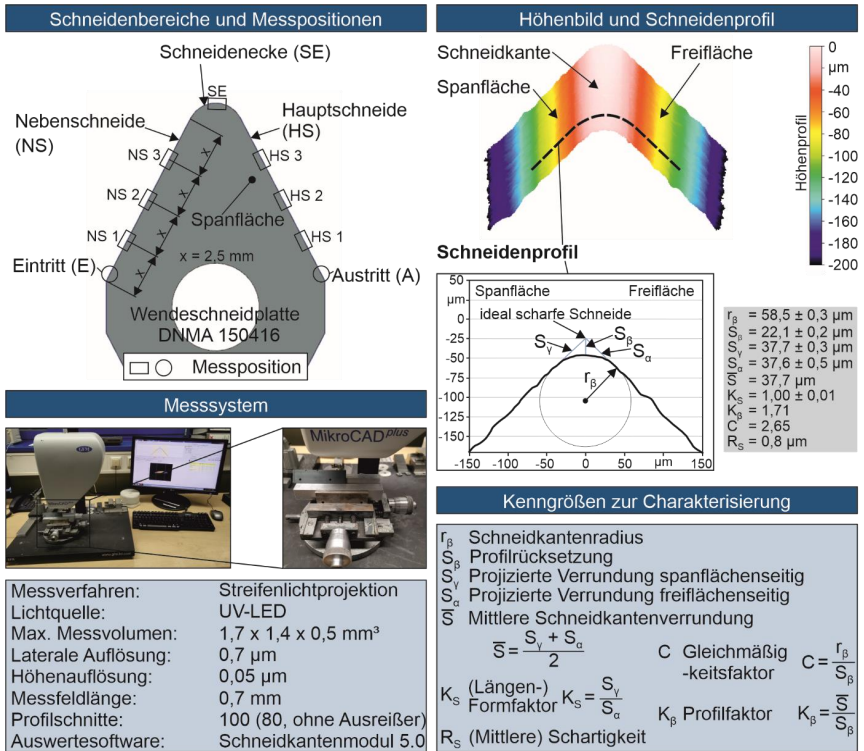 Schneidenbereiche und Messpositionen
Schneidenecke (SE)
SE
Nebenschneide
(NS)
Hauptschneide
(HS)
NS 3
HS 3
NS 2
HS 2
NS 1
HS 1
x
x
x
x
Spanfläche
x = 2,5 mm
Eintritt (E)
Austritt (A)
Wendeschneidplatte
DNMA 150416
Messposition
Höhenbild und Schneidenprofil
Schneidkante
Freifläche
Spanfläche
0
µm
-40
-60
-80
-100
-120
-140
-160
-180
-200
Höhenprofil
Schneidenprofil
50
µm
0
-25
-50
-75
-100
-125
-150
-150
-100
-50
0
50
µm
150
Spanfläche
Freifläche
ideal scharfe Schneide
Sγ
Sβ
Sα
rβ
rβ = 58,5 ± 0,3 µm
Sβ = 22,1 ± 0,2 µm
Sγ = 37,7 ± 0,3 µm
Sα = 37,6 ± 0,5 µm
S̅ = 37,7 µm
KS = 1,00 ± 0,01
Kβ = 1,71
C = 2,65
RS = 0,8 µm
Messsystem
MikroCAD plus
Messverfahren: Streifenlichtprojektion
Lichtquelle: UV-LED
Max. Messvolumen: 1,7 x 1,4 x 0,5 mm³
Laterale Auflösung: 0,7 µm
Höhenauflösung: 0,05 µm
Messfeldlänge: 0,7 mm
Profilschnitte: 100 (80, ohne Ausreißer)
Auswertesoftware: Schneidkantenmodul 5.0
Kenngrößen zur Charakterisierung
rβ Schneidkantenradius
Sβ Profilrücksetzung
Sγ Projizierte Verrundung spanflächenseitig
Sα Projizierte Verrundung freiflächenseitig
S̅ Mittlere Schneidkantenverrundung
S̅ = (Sγ + Sα) / 2
C Gleichmäßig
-keitsfaktor
C = rβ / Sβ
KS (Längen-)
Formfaktor
KS = Sγ / Sα
Kβ Profilfaktor
Kβ = S̅ / Sβ
RS (Mittlere) Schartigkeit